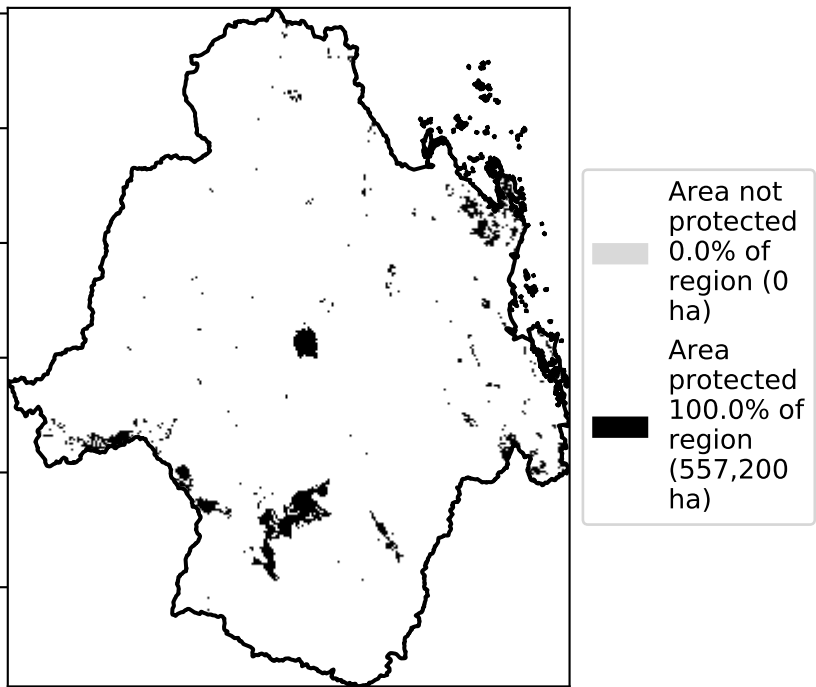 Area not
protected
0.0% of
region (0
ha)
Area
protected
100.0% of
region
(557,200
ha)